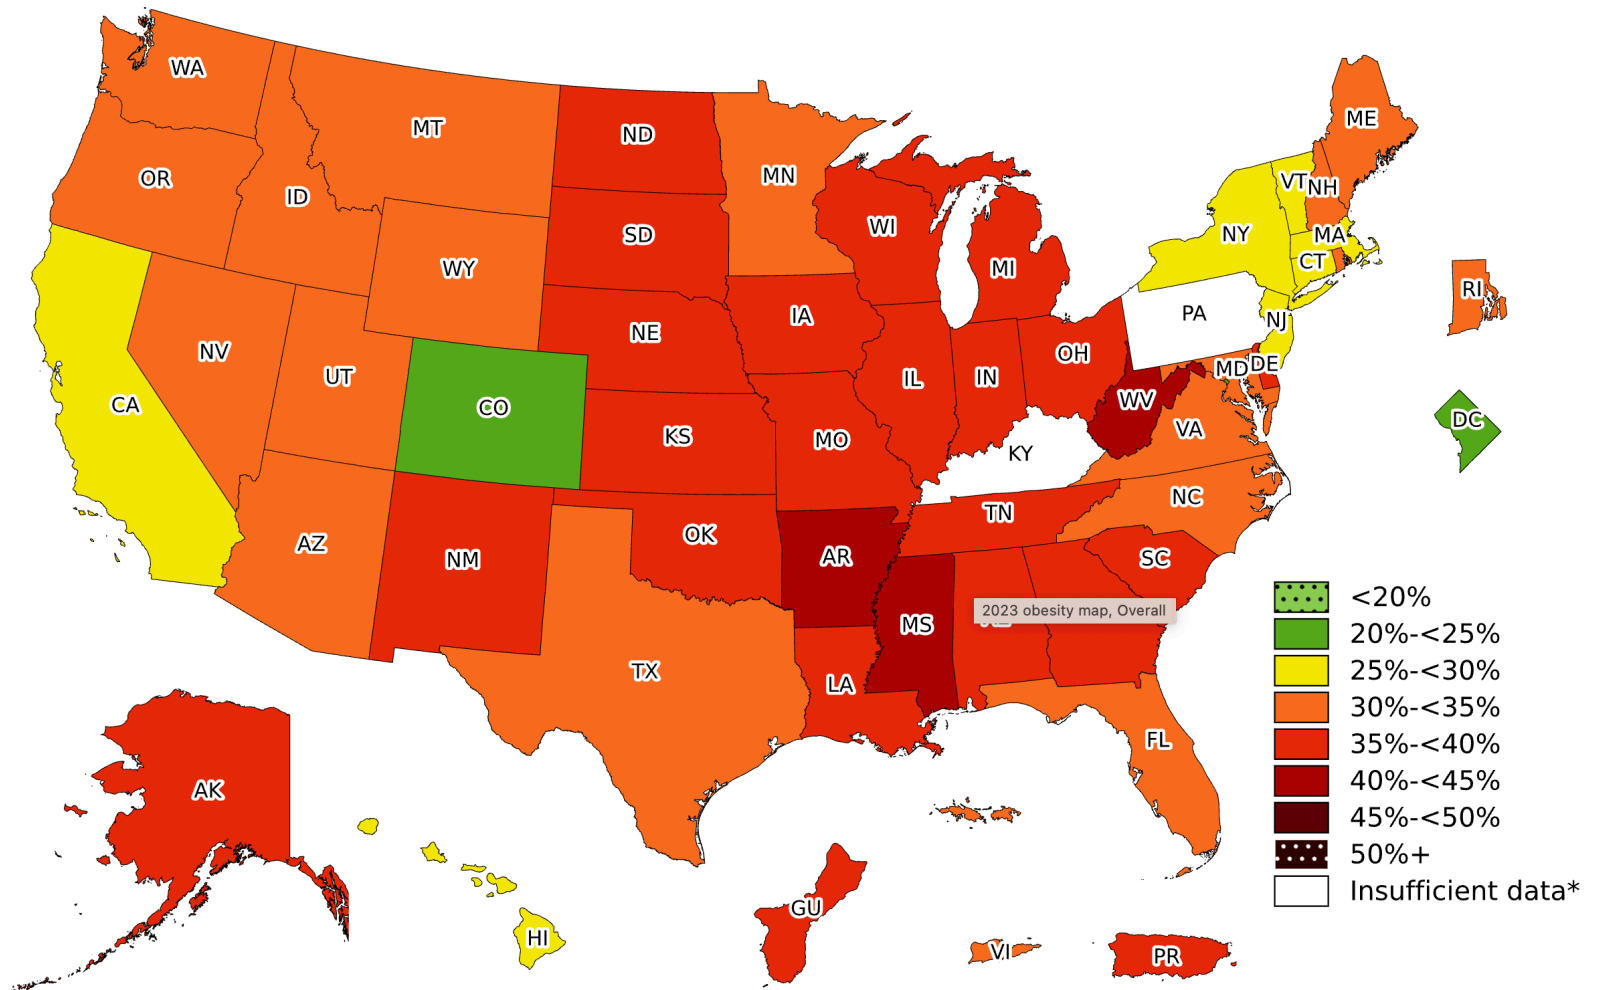 WA
MT
ND
ME
MN
OR
VT
NH
ID
WI
SD
NY
MA
CT
WY
MI
RI
PA
IA
NJ
NE
NV
OH
MD
DE
UT
IL
IN
WV
CA
CO
DC
KS
MO
VA
KY
NC
TN
OK
AZ
AR
SC
NM
2023 obesity map, Overall
MS
TX
LA
FL
AK
GU
HI
VI
PR
<20%
20%-<25%
25%-<30%
30%-<35%
35%-<40%
40%-<45%
45%-<50%
50%+
Insufficient data*